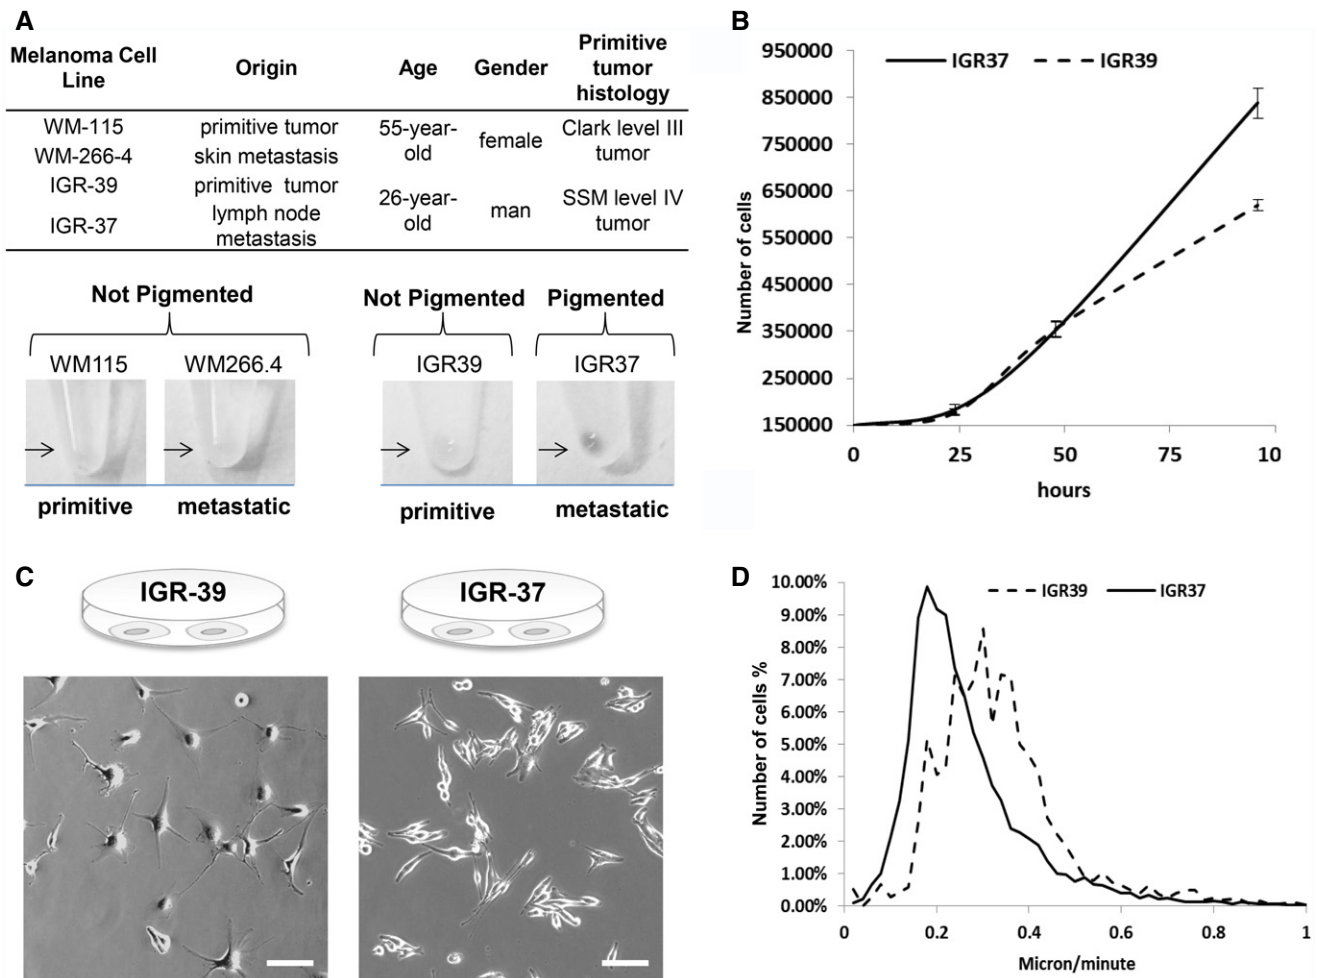 A
Melanoma Cell Line Origin Age Gender Primitive tumor histology
WM-115 primitive tumor 55-year-old female Clark level III tumor
WM-266-4 skin metastasis
IGR-39 primitive tumor 26-year-old man SSM level IV tumor
IGR-37 lymph node metastasis
Not Pigmented
WM115 WM266.4
primitive metastatic
Not Pigmented Pigmented
IGR39 IGR37
primitive metastatic
B
IGR37 IGR39
Number of cells
950000
850000
750000
650000
550000
450000
350000
250000
150000
0 25 50 75 10
hours
C
IGR-39 IGR-37
D
IGR39 IGR37
Number of cells %
10.00%
9.00%
8.00%
7.00%
6.00%
5.00%
4.00%
3.00%
2.00%
1.00%
0.00%
0 0.2 0.4 0.6 0.8 1
Micron/minute